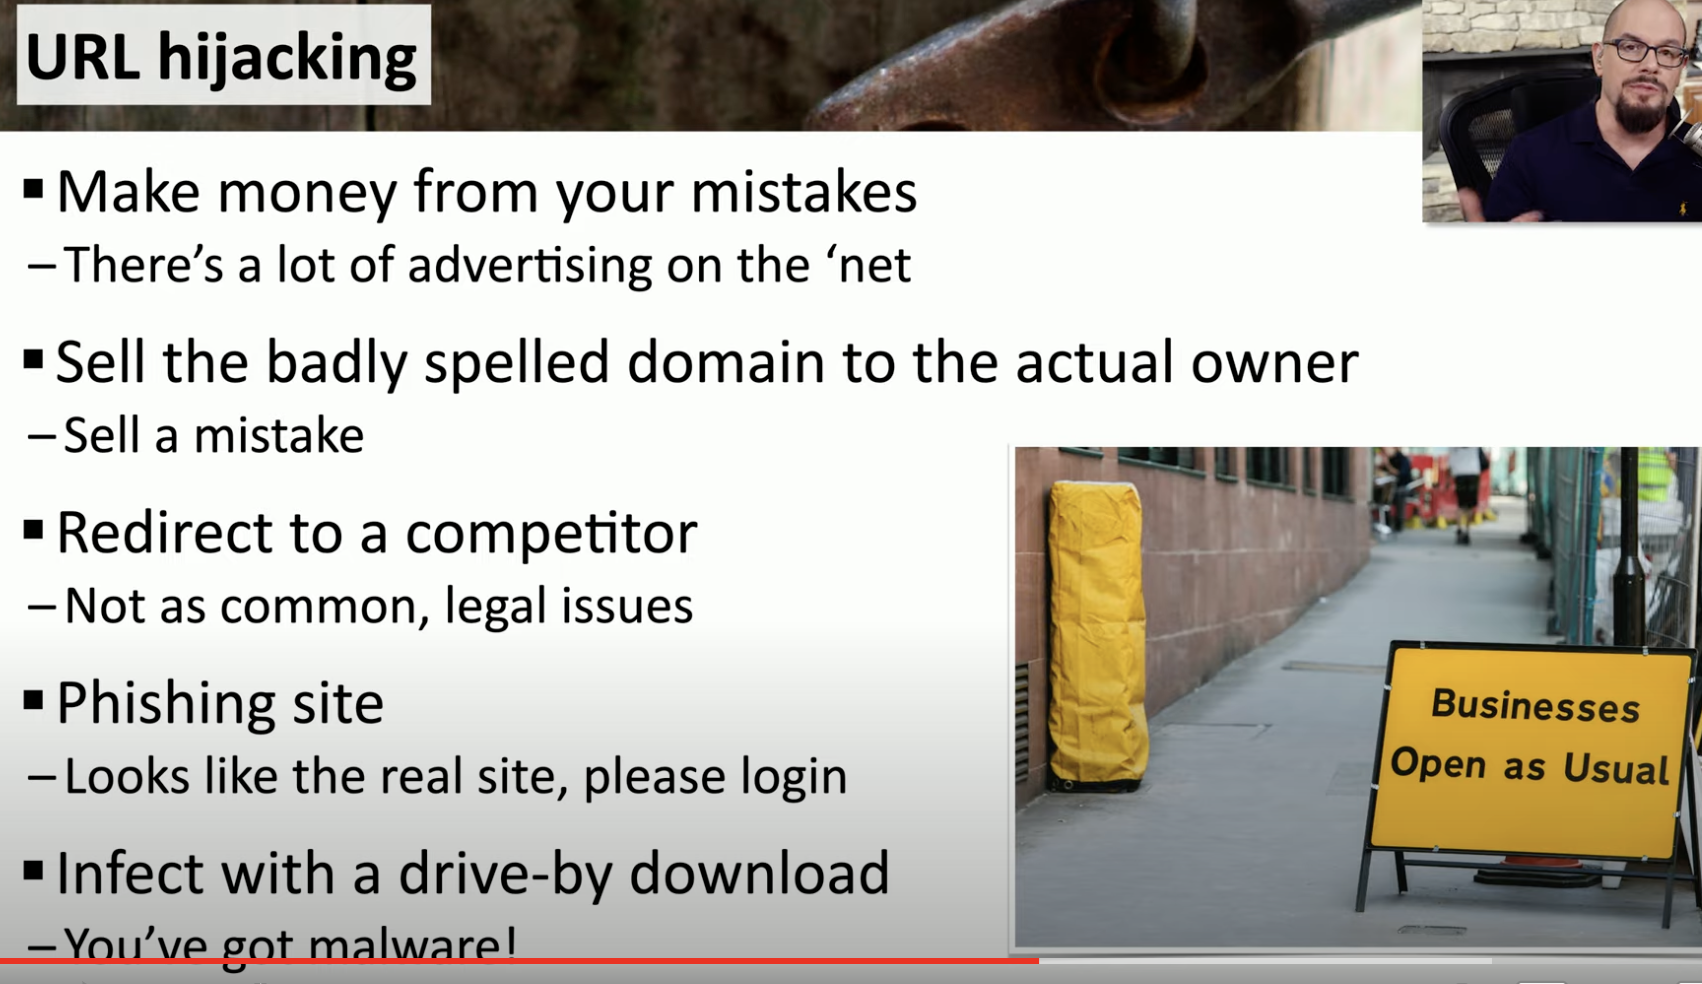 URL hijacking
▪ Make money from your mistakes
– There’s a lot of advertising on the ‘net
▪ Sell the badly spelled domain to the actual owner
– Sell a mistake
▪ Redirect to a competitor
– Not as common, legal issues
▪ Phishing site
– Looks like the real site, please login
▪ Infect with a drive-by download
– You’ve got malware!
Businesses
Open as Usual